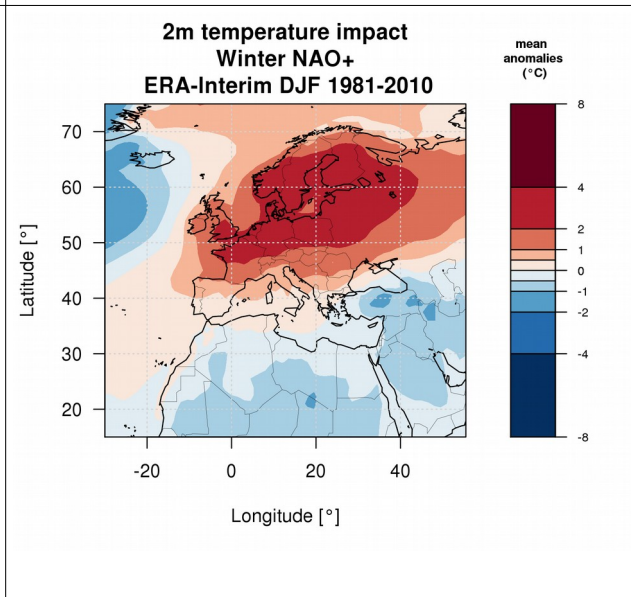 2m temperature impact
Winter NAO+
ERA-Interim DJF 1981-2010
mean
anomalies
(°C)
8
4
2
1
0
-1
-2
-4
-8
70
60
50
40
30
20
Latitude [°]
-20 0 20 40
Longitude [°]